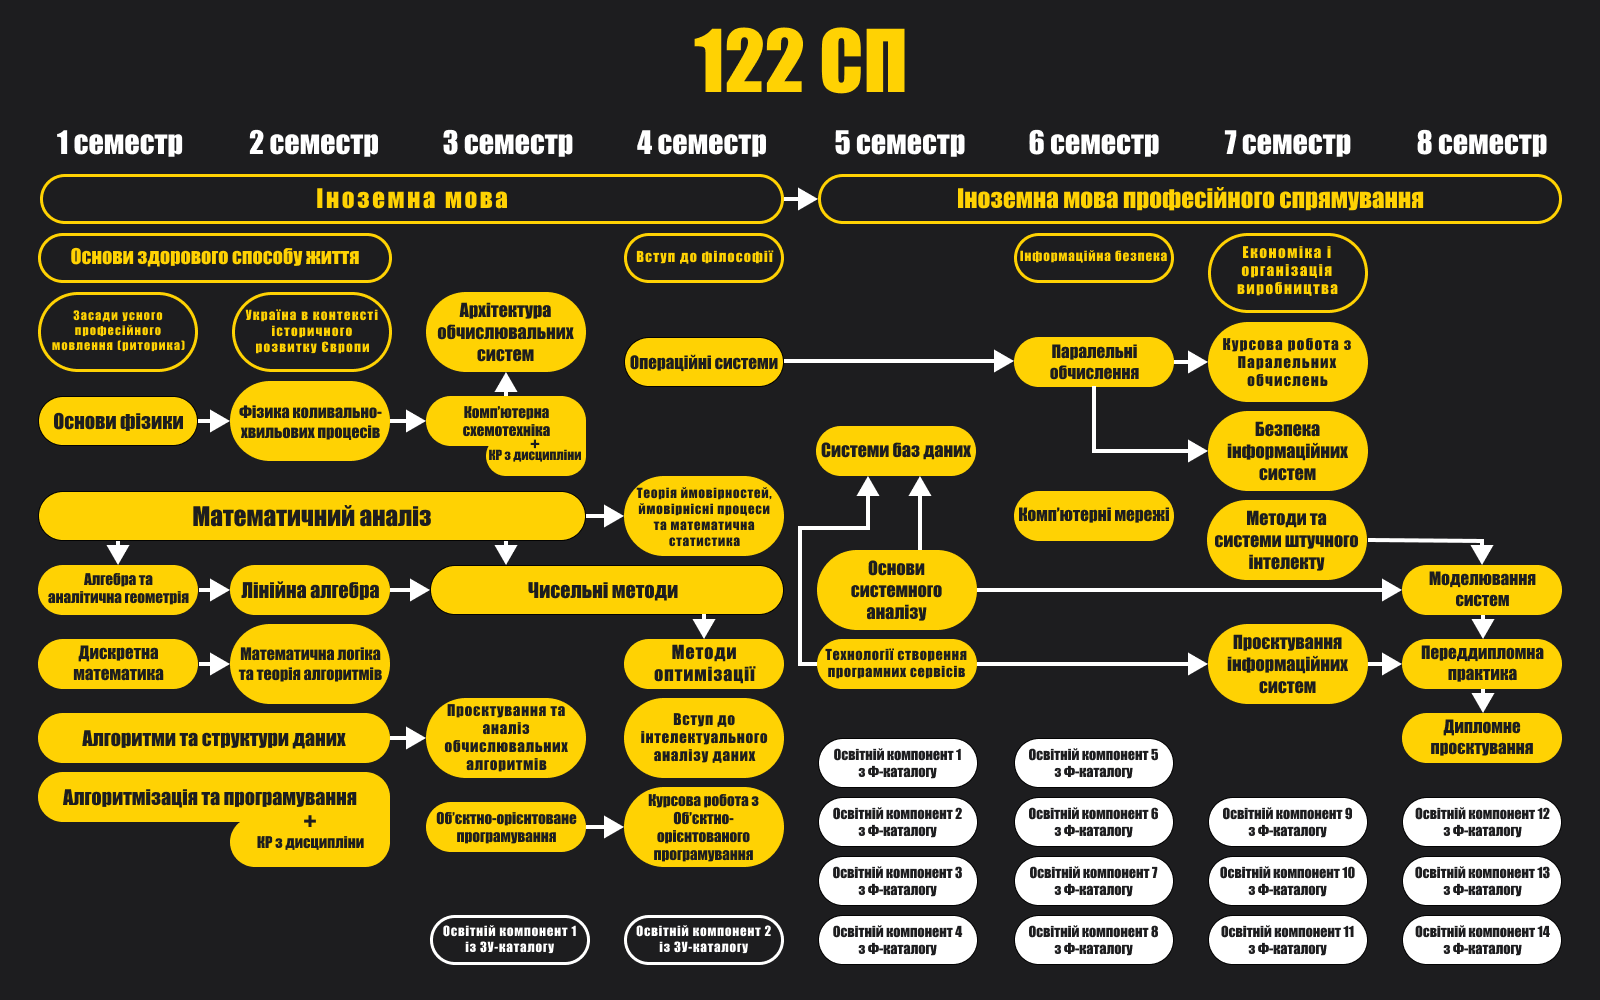 122 СП
1 семестр
2 семестр
3 семестр
4 семестр
5 семестр
6 семестр
7 семестр
8 семестр
Іноземна мова
Іноземна мова професійного спрямування
Основи здорового способу життя
Вступ до філософії
Інформаційна безпека
Економіка і
організація
виробництва
Засади усного
професійного
мовлення (риторика)
Україна в контексті
історичного
розвитку Європи
Архітектура
обчислювальних
систем
Операційні системи
Паралельні
обчислення
Курсова робота з
Паралельних
обчислень
Основи фізики
Фізика коливально-
хвильових процесів
Комп'ютерна
схемотехніка
+
КР з дисципліни
Системи баз даних
Безпека
інформаційних
систем
Математичний аналіз
Теорія ймовірностей,
ймовірнісні процеси
та математична
статистика
Комп'ютерні мережі
Методи та
системи штучного
інтелекту
Алгебра та
аналітична геометрія
Лінійна алгебра
Чисельні методи
Основи
системного
аналізу
Моделювання
систем
Дискретна
математика
Математична логіка
та теорія алгоритмів
Методи
оптимізації
Технології створення
програмних сервісів
Проєктування
інформаційних
систем
Переддипломна
практика
Алгоритми та структури даних
Проєктування та
аналіз
обчислювальних
алгоритмів
Вступ до
інтелектуального
аналізу даних
Дипломне
проєктування
Алгоритмізація та програмування
+
КР з дисципліни
Об'єктно-орієнтоване
програмування
Курсова робота з
Об'єктно-
орієнтованого
програмування
Освітній компонент 1
з Ф-каталогу
Освітній компонент 5
з Ф-каталогу
Освітній компонент 2
з Ф-каталогу
Освітній компонент 6
з Ф-каталогу
Освітній компонент 9
з Ф-каталогу
Освітній компонент 12
з Ф-каталогу
Освітній компонент 3
з Ф-каталогу
Освітній компонент 7
з Ф-каталогу
Освітній компонент 10
з Ф-каталогу
Освітній компонент 13
з Ф-каталогу
Освітній компонент 1
із ЗУ-каталогу
Освітній компонент 2
із ЗУ-каталогу
Освітній компонент 4
з Ф-каталогу
Освітній компонент 8
з Ф-каталогу
Освітній компонент 11
з Ф-каталогу
Освітній компонент 14
з Ф-каталогу